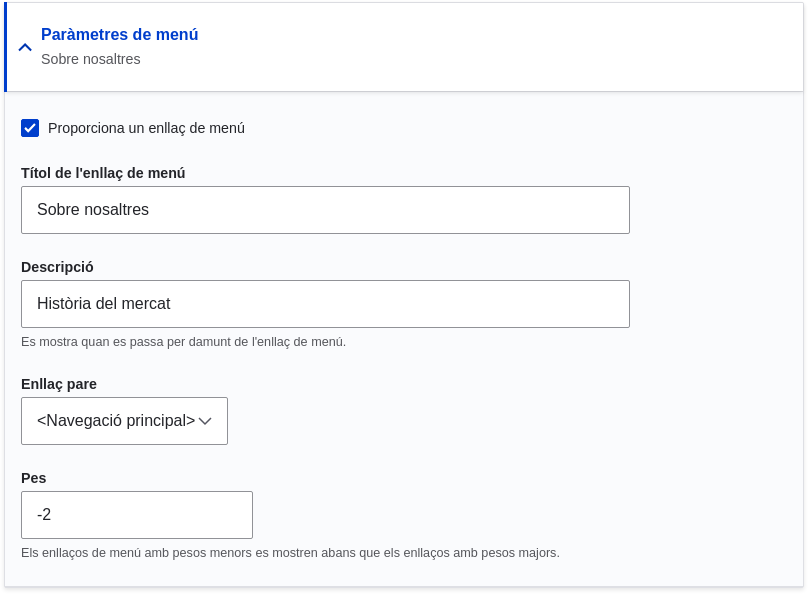 Paràmetres de menú
Sobre nosaltres
Proporciona un enllaç de menú
Títol de l'enllaç de menú
Sobre nosaltres
Descripció
Història del mercat
Es mostra quan es passa per damunt de l'enllaç de menú.
Enllaç pare
<Navegació principal>
Pes
-2
Els enllaços de menú amb pesos menors es mostren abans que els enllaços amb pesos majors.